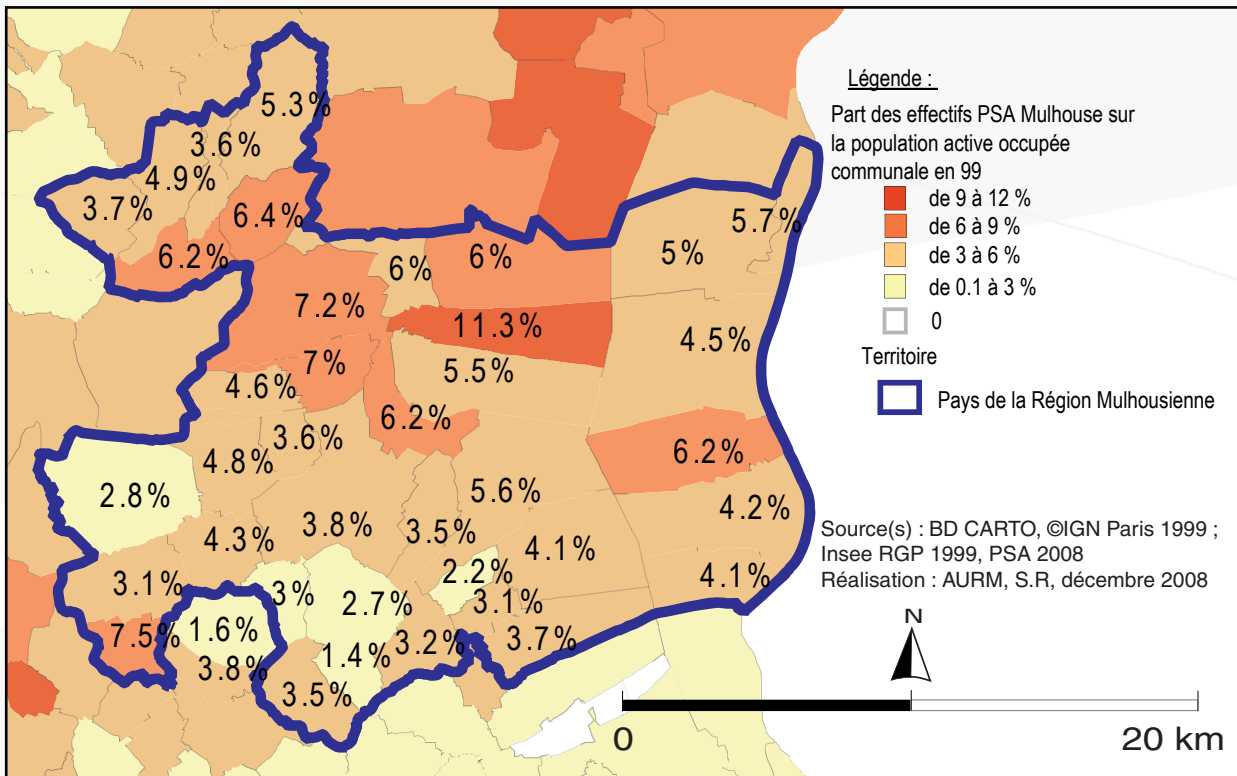 Légende :
Part des effectifs PSA Mulhouse sur
la population active occupée
communale en 99
de 9 à 12 %
de 6 à 9 %
de 3 à 6 %
de 0.1 à 3 %
0
Territoire
Pays de la Région Mulhousienne
5.3 %
3.6 %
4.9 %
3.7 %
6.4 %
6.2 %
5.7 %
5 %
6 %
6 %
7.2 %
11.3 %
4.5 %
7 %
5.5 %
4.6 %
6.2 %
3.6 %
6.2 %
4.8 %
2.8 %
5.6 %
4.2 %
3.8 %
3.5 %
4.3 %
4.1 %
2.2 %
4.1 %
3.1 %
3 %
2.7 %
3.1 %
7.5 %
1.6 %
3.2 %
3.7 %
1.4 %
3.8 %
3.5 %
Source(s) : BD CARTO, ©IGN Paris 1999 ;
Insee RGP 1999, PSA 2008
Réalisation : AURM, S.R, décembre 2008
N
0
20 km